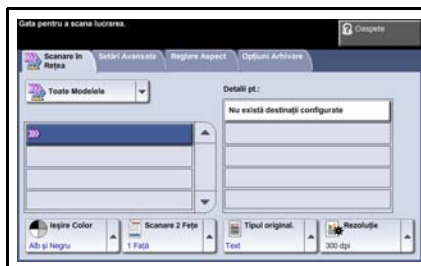 Gata pentru a scana lucrarea.
Oaspete
Scanare în
Rețea
Setări Avansate
Reglare Aspect
Opțiuni Arhivare
Toate Modelele
Detalii pt.:
Nu există destinații configurate
Ieșire Color
Alb și Negru
Scanare 2 Fețe
1 Față
Tipul original.
Text
Rezoluție
300 dpi